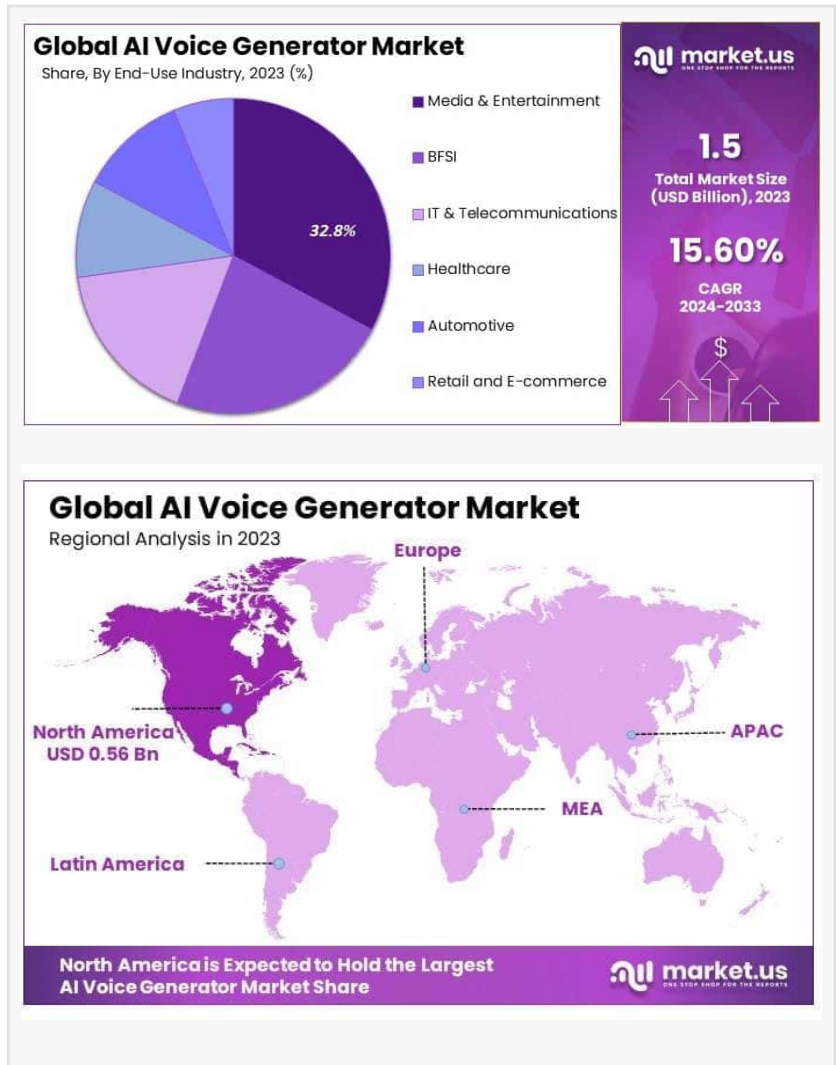 Global AI Voice Generator Market
Share, By End-Use Industry, 2023 (%)
32.8%
Media & Entertainment
BFSI
IT & Telecommunications
Healthcare
Automotive
Retail and E-commerce
market.us
ONE STOP SHOP FOR THE REPORTS
1.5
Total Market Size
(USD Billion), 2023
15.60%
CAGR
2024-2033
$
Global AI Voice Generator Market
Regional Analysis in 2023
Europe
North America
USD 0.56 Bn
APAC
MEA
Latin America
North America is Expected to Hold the Largest
AI Voice Generator Market Share
market.us
ONE STOP SHOP FOR THE REPORTS